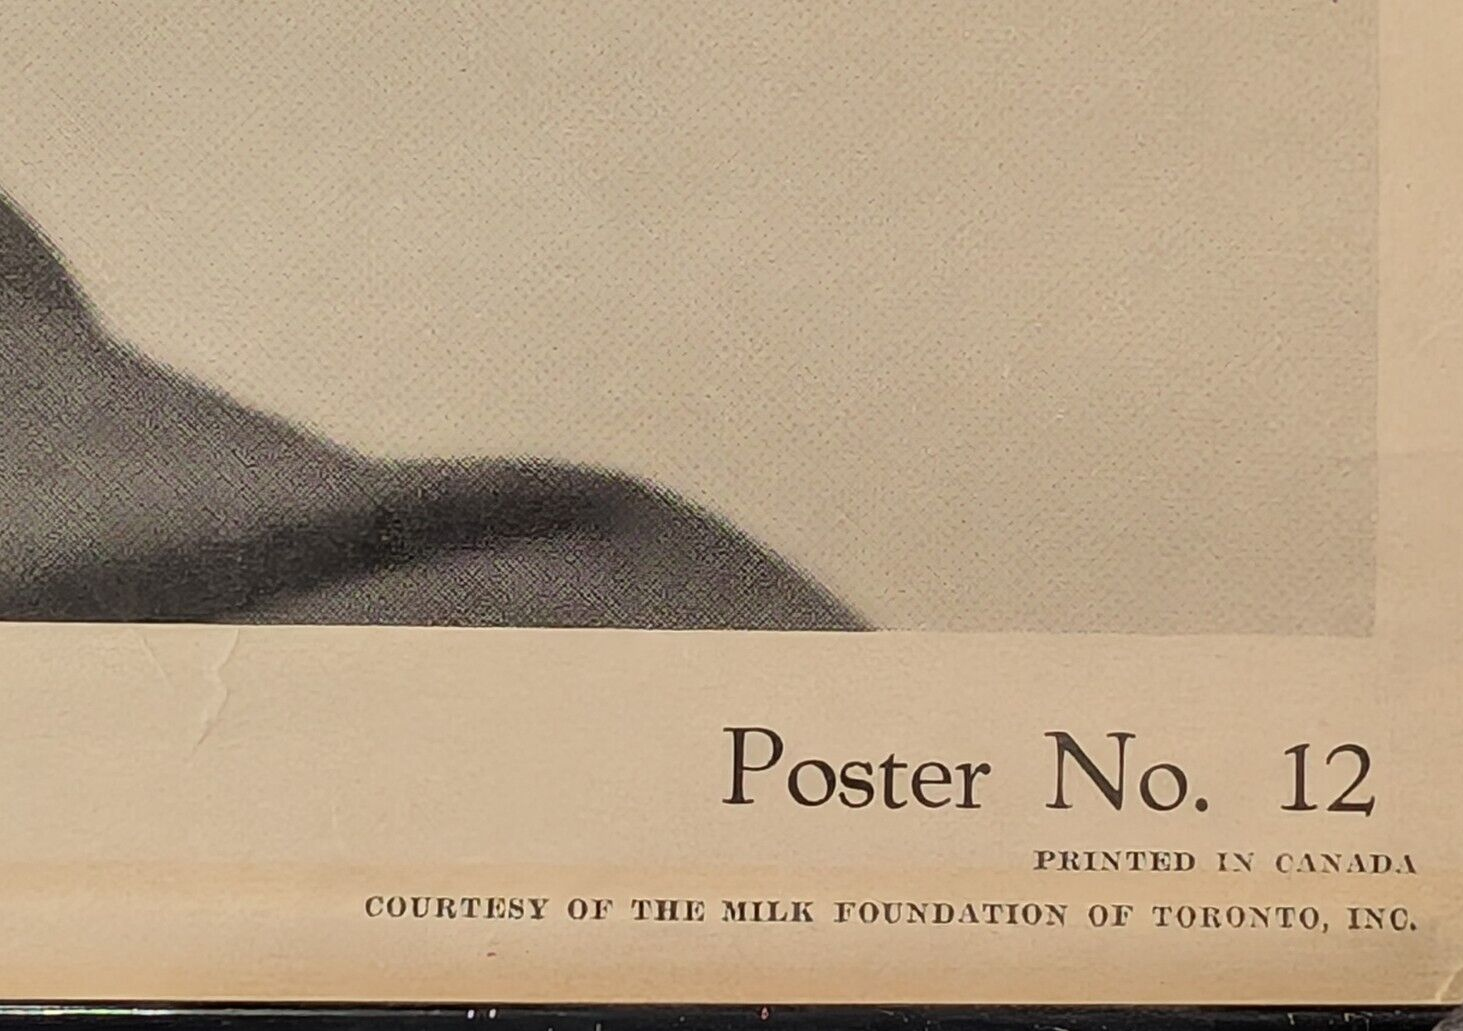 Poster No. 12
PRINTED IN CANADA
COURTESY OF THE MILK FOUNDATION OF TORONTO, INC.